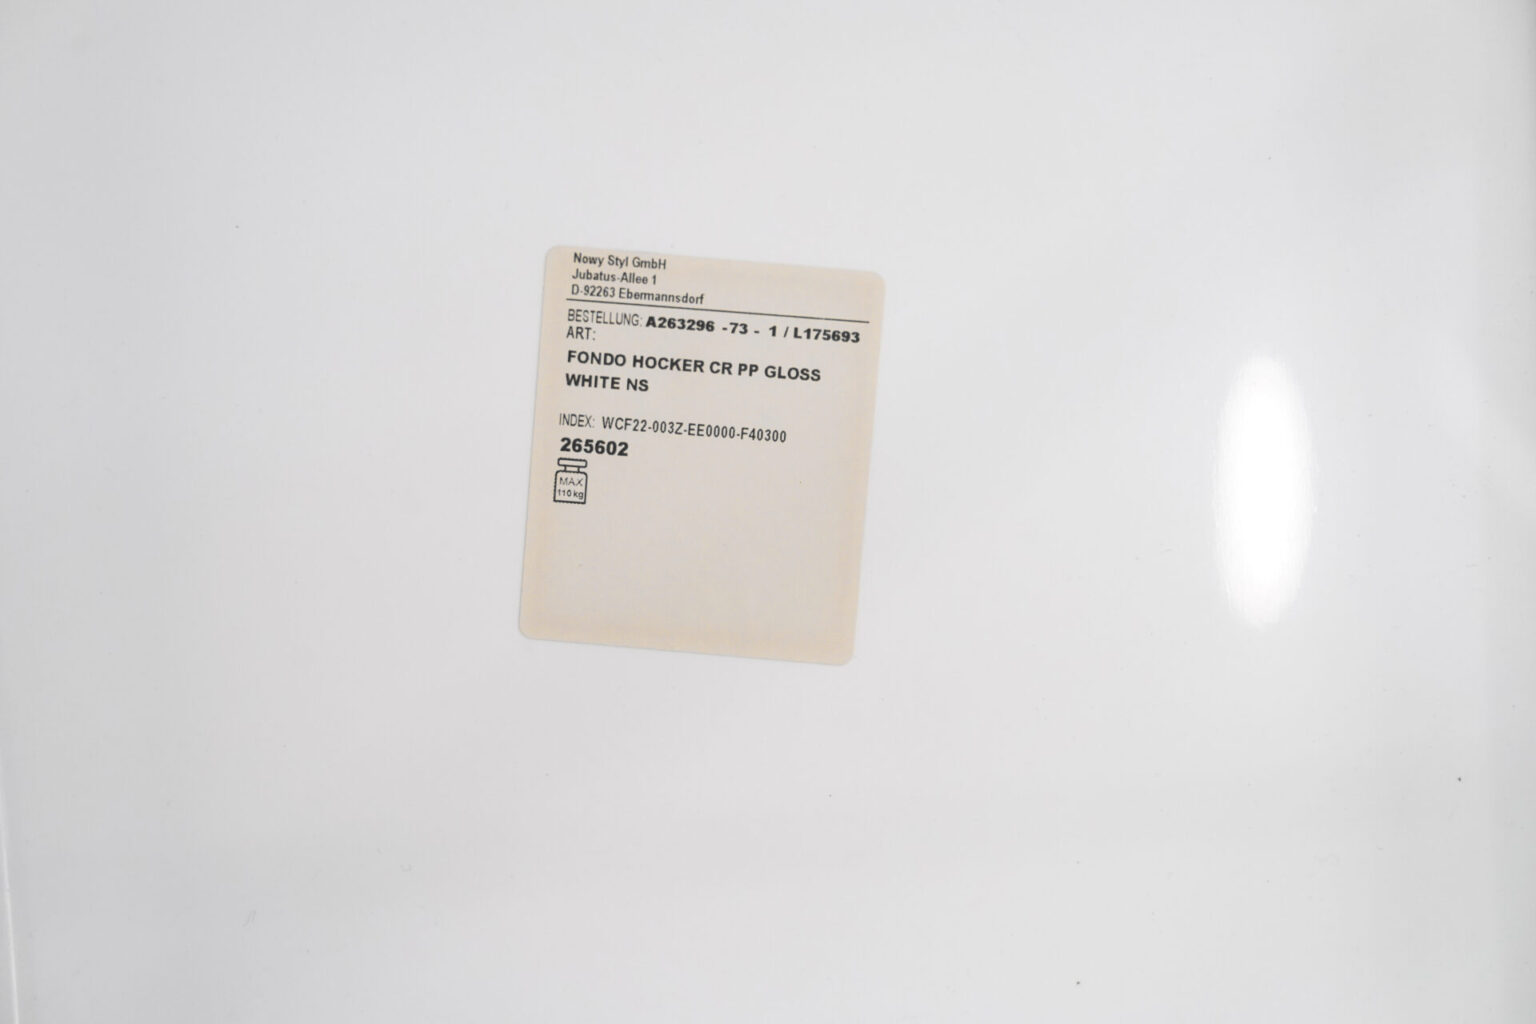 Nowy Styl GmbH
Jubatus-Allee 1
D-92263 Ebermannsdorf
BESTELLUNG: A263296 -73 - 1 / L175693
ART:
FONDO HOCKER CR PP GLOSS
WHITE NS
INDEX: WCF22-003Z-EE0000-F40300
265602
MAX
110 kg